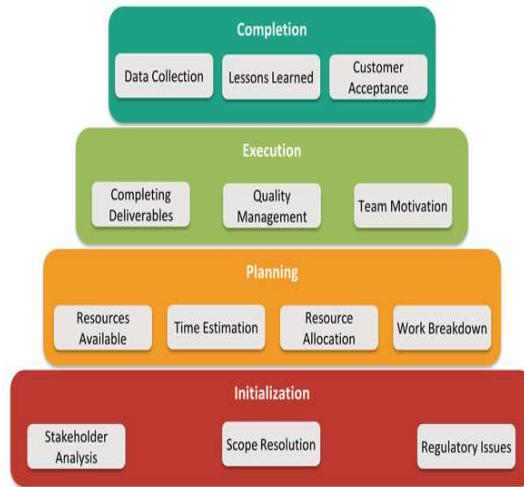 Completion
Data Collection
Lessons Learned
Customer
Acceptance
Execution
Completing
Deliverables
Quality
Management
Team Motivation
Planning
Resources
Available
Time Estimation
Resource
Allocation
Work Breakdown
Initialization
Stakeholder
Analysis
Scope Resolution
Regulatory Issues